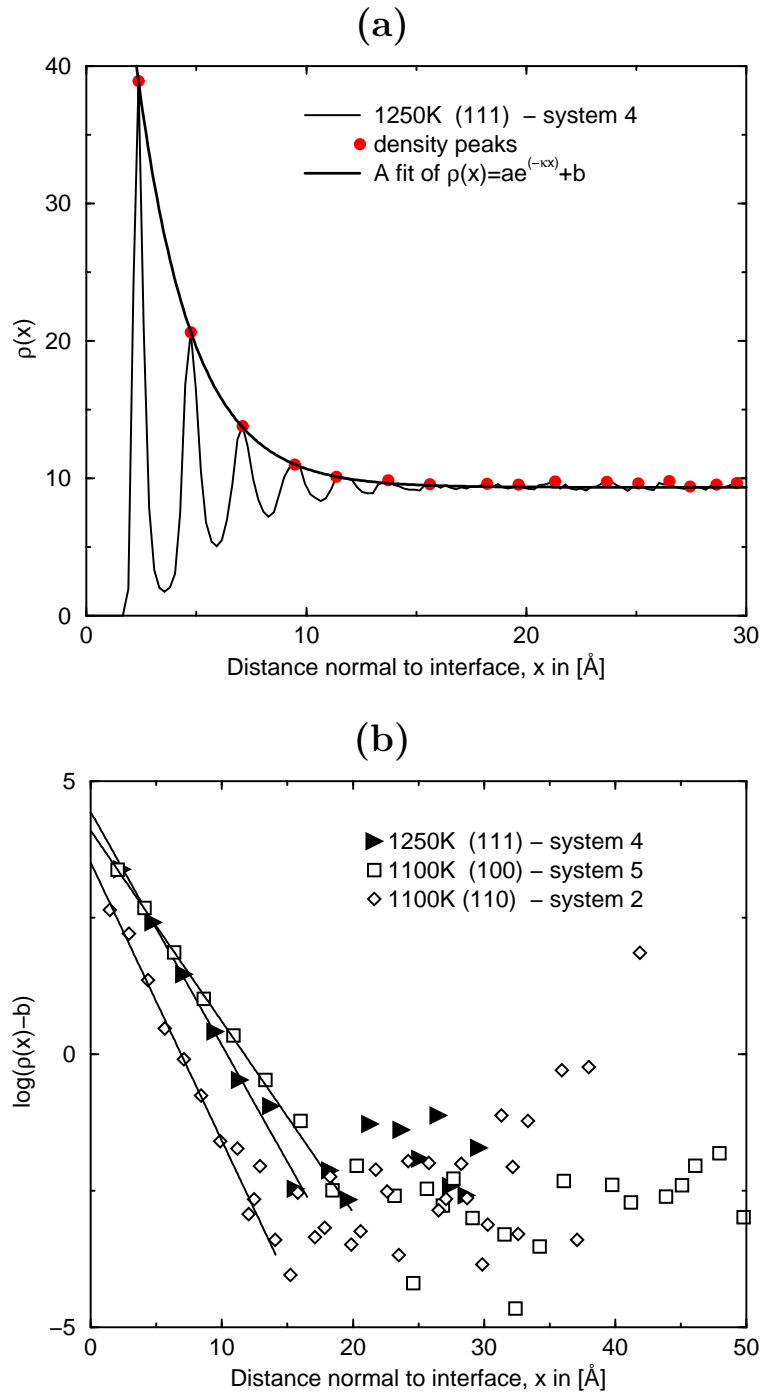 (a)
40
30
20
10
0
ρ(x)
1250K (111) – system 4
density peaks
A fit of ρ(x)=ae^(-κx)+b
0 10 20 30
Distance normal to interface, x in [Å]
(b)
5
0
−5
log(ρ(x)−b)
1250K (111) – system 4
1100K (100) – system 5
1100K (110) – system 2
0 10 20 30 40 50
Distance normal to interface, x in [Å]